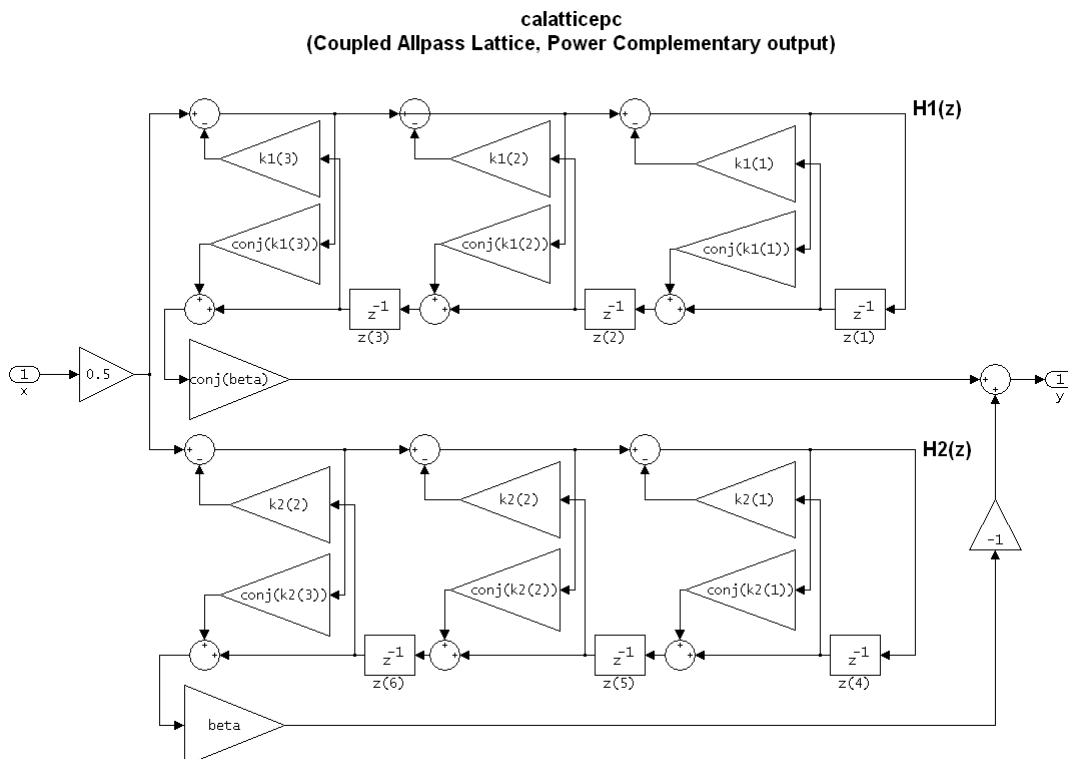 calatticepc
(Coupled Allpass Lattice, Power Complementary output)
H1(z)
k1(3)
k1(2)
k1(1)
conj(k1(3))
conj(k1(2))
conj(k1(1))
z-1
z(3)
z-1
z(2)
z-1
z(1)
1
x
0.5
conj(beta)
1
y
H2(z)
k2(2)
k2(2)
k2(1)
-1
conj(k2(3))
conj(k2(2))
conj(k2(1))
z-1
z(6)
z-1
z(5)
z-1
z(4)
beta